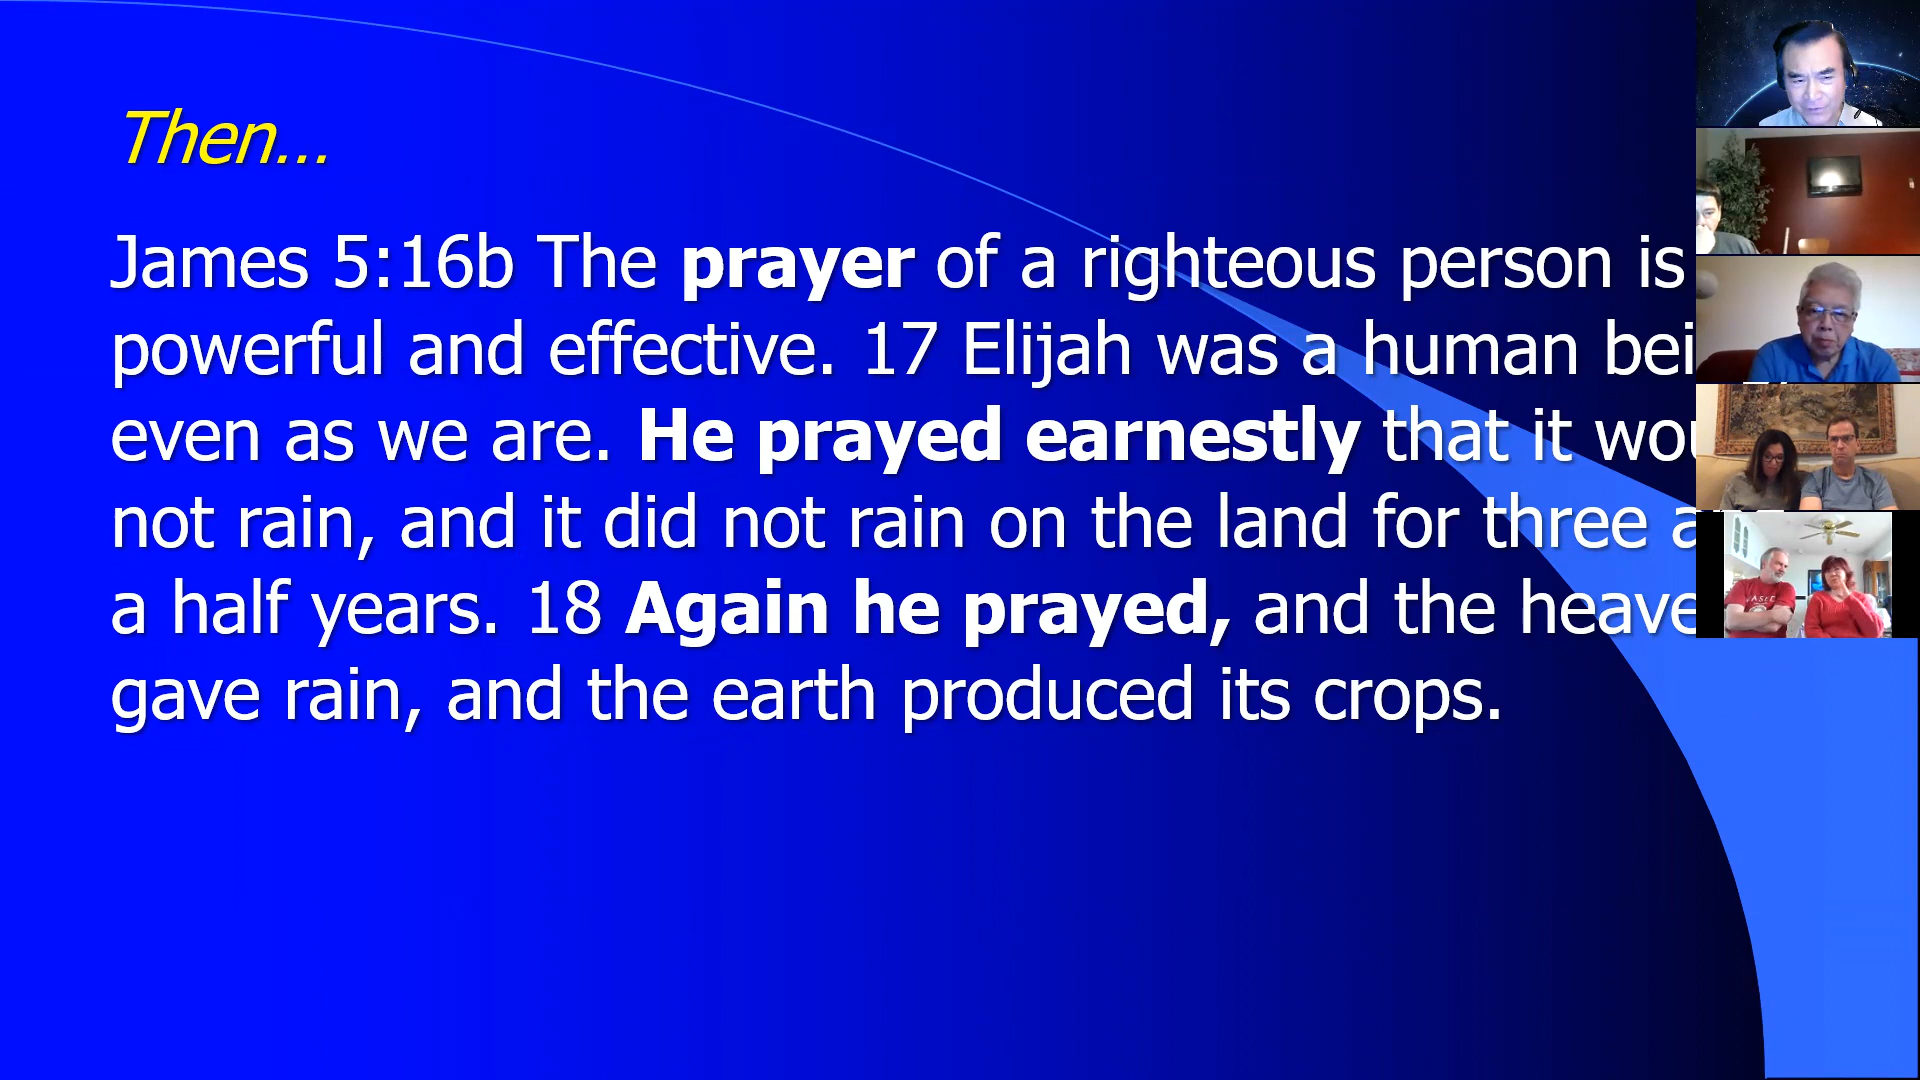 Then...
James 5:16b The prayer of a righteous person is
powerful and effective. 17 Elijah was a human bei
even as we are. He prayed earnestly that it wou
not rain, and it did not rain on the land for three a
a half years. 18 Again he prayed, and the heave
gave rain, and the earth produced its crops.